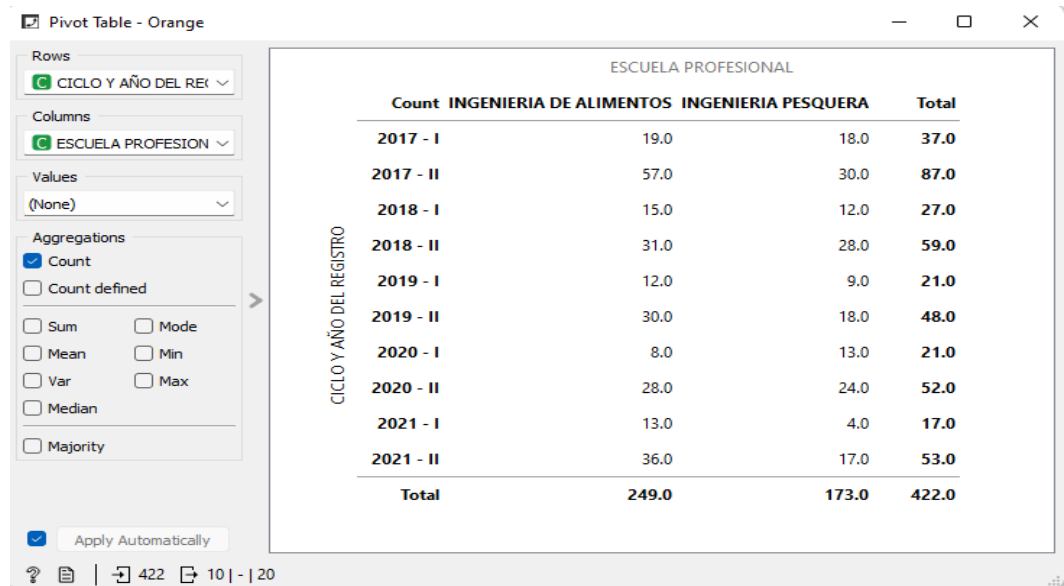 Pivot Table - Orange
Rows
C CICLO Y AÑO DEL REC
Columns
C ESCUELA PROFESION
Values
(None)
Aggregations
Count
Count defined
Sum Mode
Mean Min
Var Max
Median
Majority
Apply Automatically
? 422 10 | - | 20
ESCUELA PROFESIONAL
CICLO Y AÑO DEL REGISTRO
Count INGENIERIA DE ALIMENTOS INGENIERIA PESQUERA Total
2017 - I 19.0 18.0 37.0
2017 - II 57.0 30.0 87.0
2018 - I 15.0 12.0 27.0
2018 - II 31.0 28.0 59.0
2019 - I 12.0 9.0 21.0
2019 - II 30.0 18.0 48.0
2020 - I 8.0 13.0 21.0
2020 - II 28.0 24.0 52.0
2021 - I 13.0 4.0 17.0
2021 - II 36.0 17.0 53.0
Total 249.0 173.0 422.0